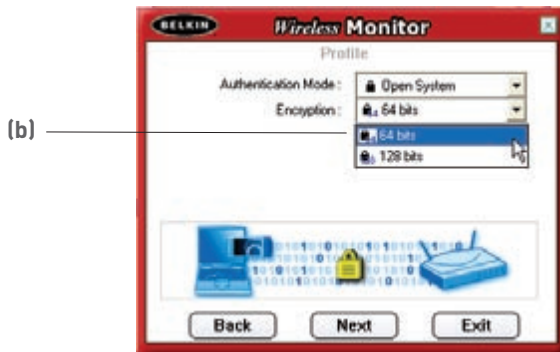 BELKIN Wireless Monitor
Profile
Authentication Mode : Open System
Encryption : 64 bits
(b) 64 bits
128 bits
Back Next Exit